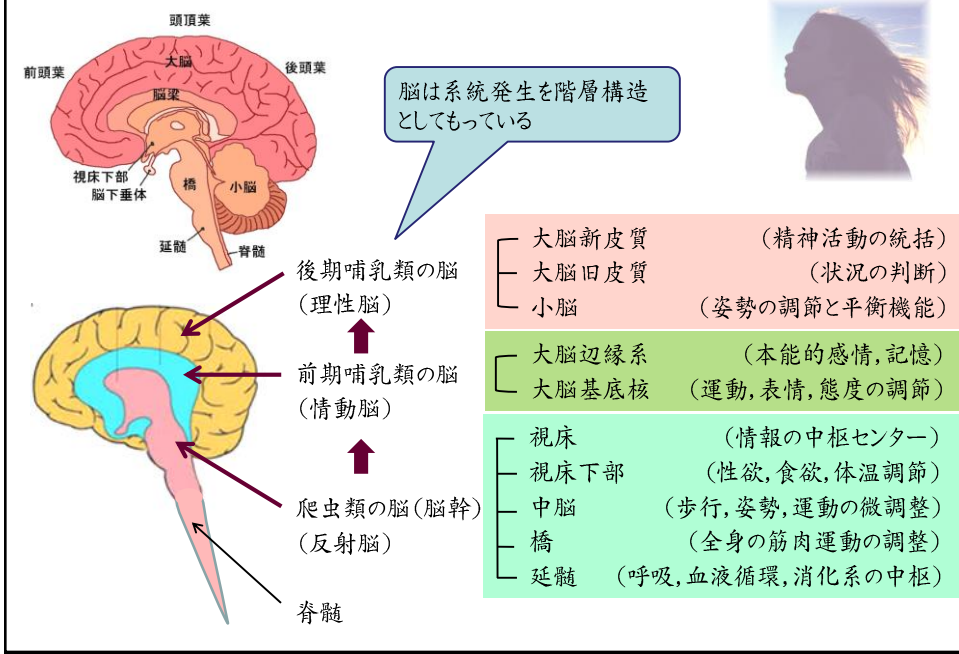 頭頂葉
前頭葉
大脳
後頭葉
脳梁
視床下部
脳下垂体
橋
小脳
延髄
脊髄
脳は系統発生を階層構造
としてもっている
後期哺乳類の脳
(理性脳)
前期哺乳類の脳
(情動脳)
爬虫類の脳(脳幹)
(反射脳)
脊髄
大脳新皮質 (精神活動の統括)
大脳旧皮質 (状況の判断)
小脳 (姿勢の調節と平衡機能)
大脳辺縁系 (本能的感情,記憶)
大脳基底核 (運動,表情,態度の調節)
視床 (情報の中枢センター)
視床下部 (性欲,食欲,体温調節)
中脳 (歩行,姿勢,運動の微調整)
橋 (全身の筋肉運動の調整)
延髄 (呼吸,血液循環,消化系の中枢)